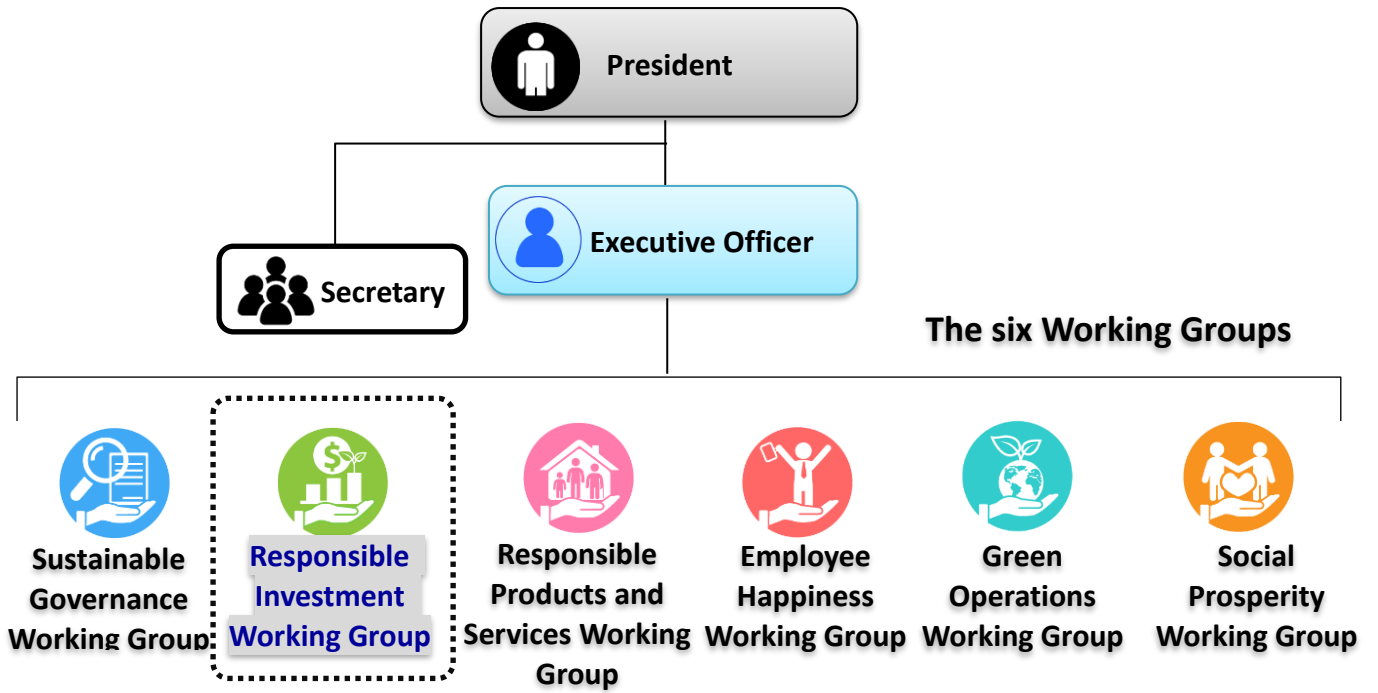 President
Executive Officer
Secretary
The six Working Groups
Sustainable
Governance
Working Group
Responsible
Investment
Working Group
Responsible
Products and
Services Working
Group
Employee
Happiness
Working Group
Green
Operations
Working Group
Social
Prosperity
Working Group